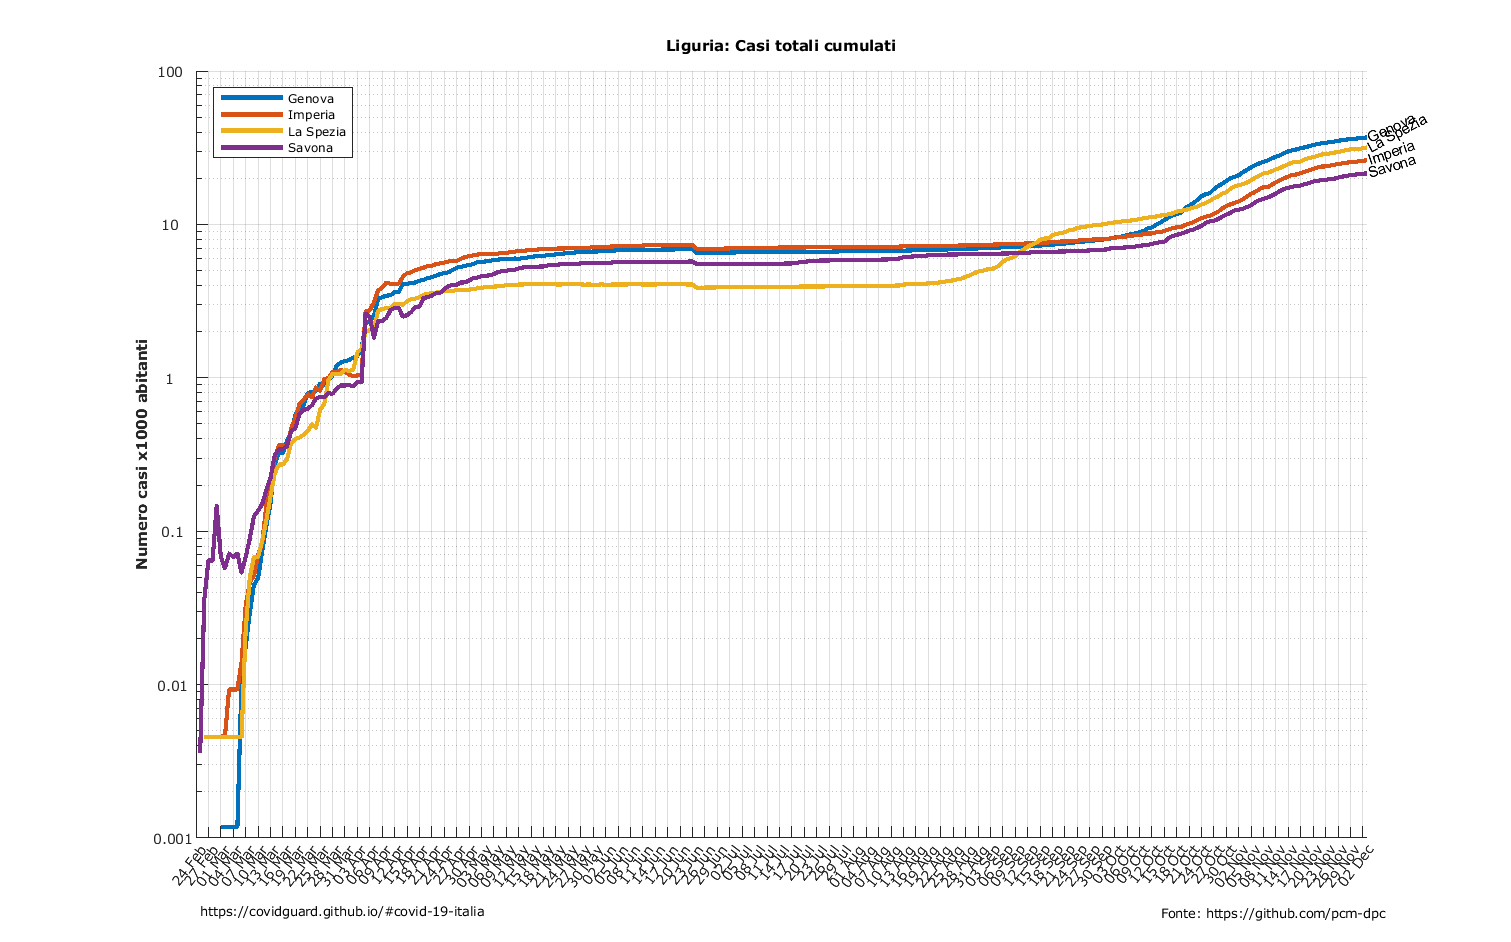 Liguria: Casi totali cumulati
Genova
Imperia
La Spezia
Savona
Numero casi x1000 abitanti
100
10
1
0.1
0.01
0.001
Genova
La Spezia
Imperia
Savona
24 Feb
27 Feb
01 Mar
04 Mar
07 Mar
10 Mar
13 Mar
16 Mar
19 Mar
22 Mar
25 Mar
28 Mar
31 Mar
03 Apr
06 Apr
09 Apr
12 Apr
15 Apr
18 Apr
21 Apr
24 Apr
27 Apr
30 Apr
03 May
06 May
09 May
12 May
15 May
18 May
21 May
24 May
27 May
30 May
02 Jun
05 Jun
08 Jun
11 Jun
14 Jun
17 Jun
20 Jun
23 Jun
26 Jun
29 Jun
02 Jul
05 Jul
08 Jul
11 Jul
14 Jul
17 Jul
20 Jul
23 Jul
26 Jul
29 Jul
01 Aug
04 Aug
07 Aug
10 Aug
13 Aug
16 Aug
19 Aug
22 Aug
25 Aug
28 Aug
31 Aug
03 Sep
06 Sep
09 Sep
12 Sep
15 Sep
18 Sep
21 Sep
24 Sep
27 Sep
30 Sep
03 Oct
06 Oct
09 Oct
12 Oct
15 Oct
18 Oct
21 Oct
24 Oct
27 Oct
30 Oct
02 Nov
05 Nov
08 Nov
11 Nov
14 Nov
17 Nov
20 Nov
23 Nov
26 Nov
29 Nov
02 Dec
https://covidguard.github.io/#covid-19-italia
Fonte: https://github.com/pcm-dpc